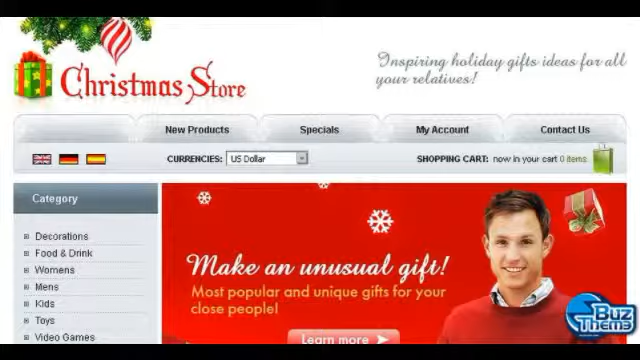 Christmas Store
Inspiring holiday gifts ideas for all
your relatives!
New Products
Specials
My Account
Contact Us
CURRENCIES: US Dollar
SHOPPING CART: now in your cart 0 items
Category
Decorations
Food & Drink
Womens
Mens
Kids
Toys
Video Games
Make an unusual gift!
Most popular and unique gifts for your
close people!
Learn more
Buz
Them3